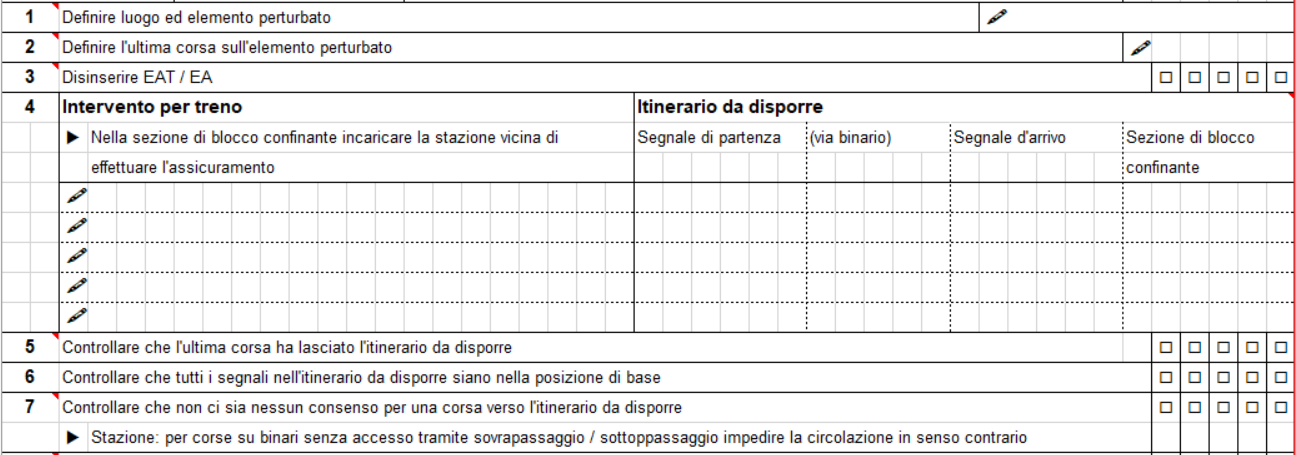 1 Definire luogo ed elemento perturbato
2 Definire l'ultima corsa sull'elemento perturbato
3 Disinserire EAT / EA
4 Intervento per treno Itinerario da disporre
Nella sezione di blocco confinante incaricare la stazione vicina di Segnale di partenza (via binario) Segnale d'arrivo Sezione di blocco
effettuare l'assicuramento confinante
5 Controllare che l'ultima corsa ha lasciato l'itinerario da disporre
6 Controllare che tutti i segnali nell'itinerario da disporre siano nella posizione di base
7 Controllare che non ci sia nessun consenso per una corsa verso l'itinerario da disporre
Stazione: per corse su binari senza accesso tramite sovrapassaggio / sottoppassaggio impedire la circolazione in senso contrario